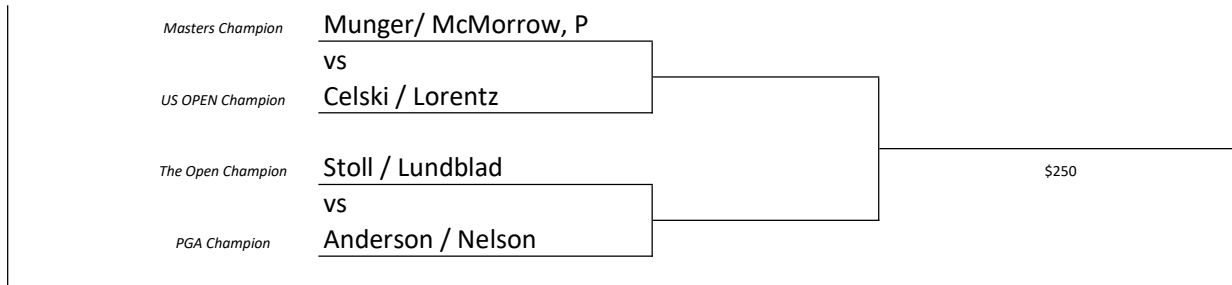 Masters Champion Munger/ McMorrow, P
vs
US OPEN Champion Celski / Lorentz
The Open Champion Stoll / Lundblad
$250
vs
PGA Champion Anderson / Nelson